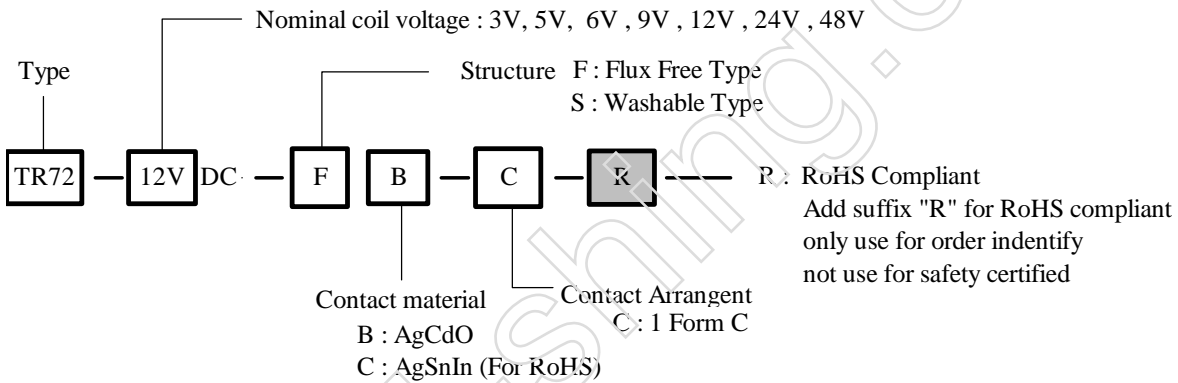 Nominal coil voltage : 3V, 5V, 6V , 9V , 12V , 24V , 48V
Type
Structure F : Flux Free Type
S : Washable Type
TR72 — 12V DC — F B — C — R — R : RoHS Compliant
Add suffix "R" for RoHS compliant
only use for order indentify
not use for safety certified
Contact material
B : AgCdO
C : AgSnIn (For RoHS)
Contact Arrangent
C : 1 Form C